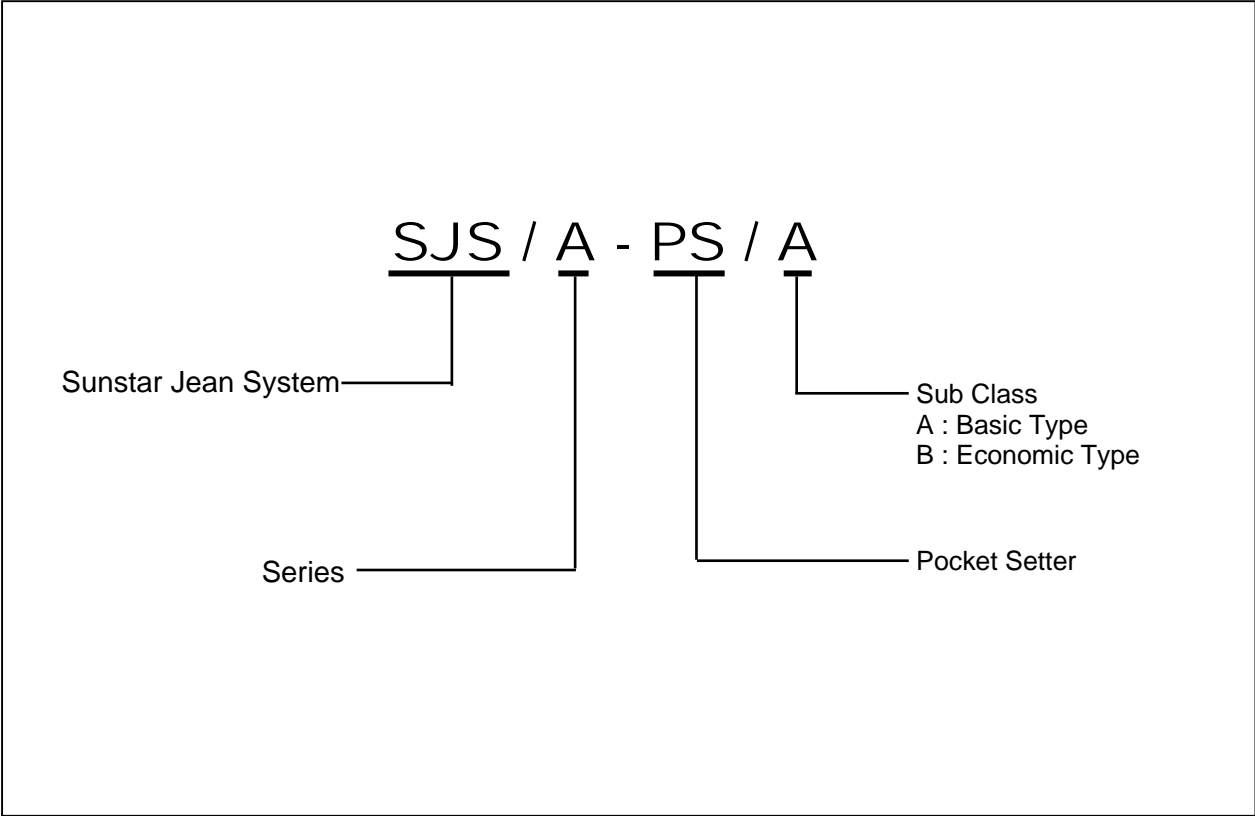 SJS / A - PS / A
Sunstar Jean System
Sub Class
A : Basic Type
B : Economic Type
Series
Pocket Setter